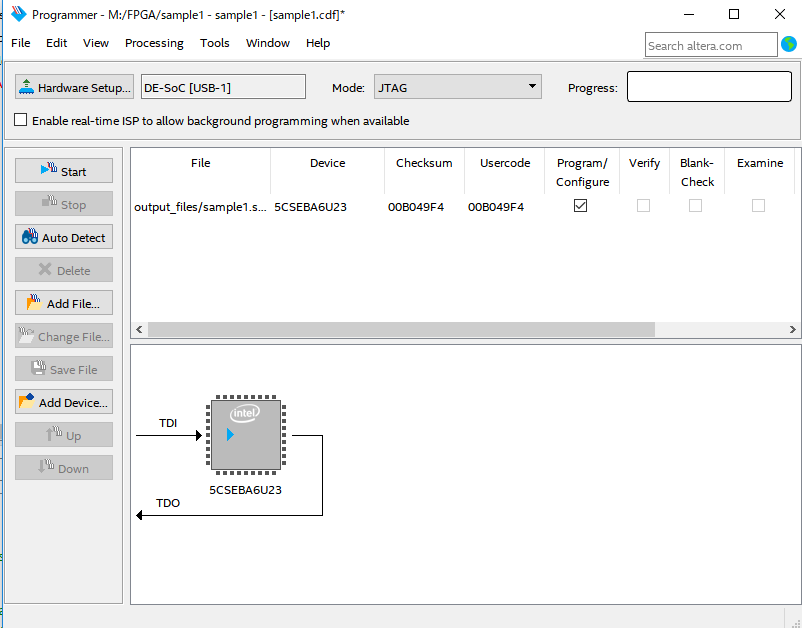 Programmer - M:/FPGA/sample1 - sample1 - [sample1.cdf]*
File Edit View Processing Tools Window Help
Search altera.com
Hardware Setup... DE-SoC [USB-1] Mode: JTAG Progress:
Enable real-time ISP to allow background programming when available
Start
Stop
Auto Detect
Delete
Add File...
Change File...
Save File
Add Device...
Up
Down
File Device Checksum Usercode Program/ Verify Blank- Examine
Configure Check
output_files/sample1.s... 5CSEBA6U23 00B049F4 00B049F4
intel
TDI
5CSEBA6U23
TDO